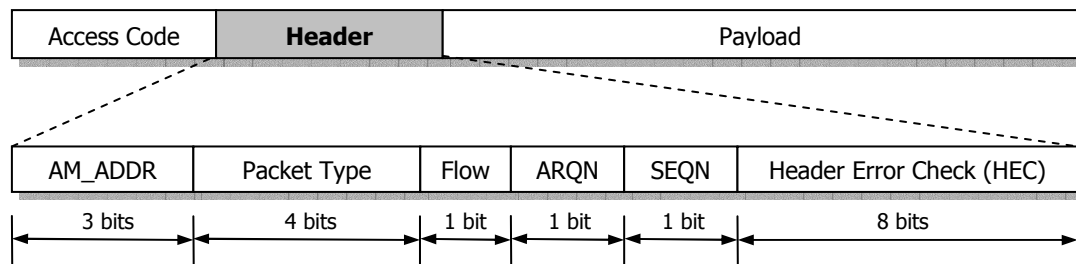 Access Code Header Payload
AM_ADDR Packet Type Flow ARQN SEQN Header Error Check (HEC)
3 bits 4 bits 1 bit 1 bit 1 bit 8 bits